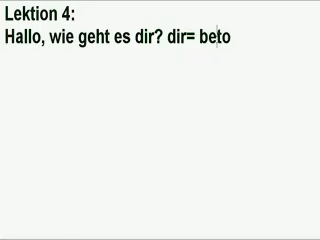 Lektion 4:
Hallo, wie geht es dir? dir= beto